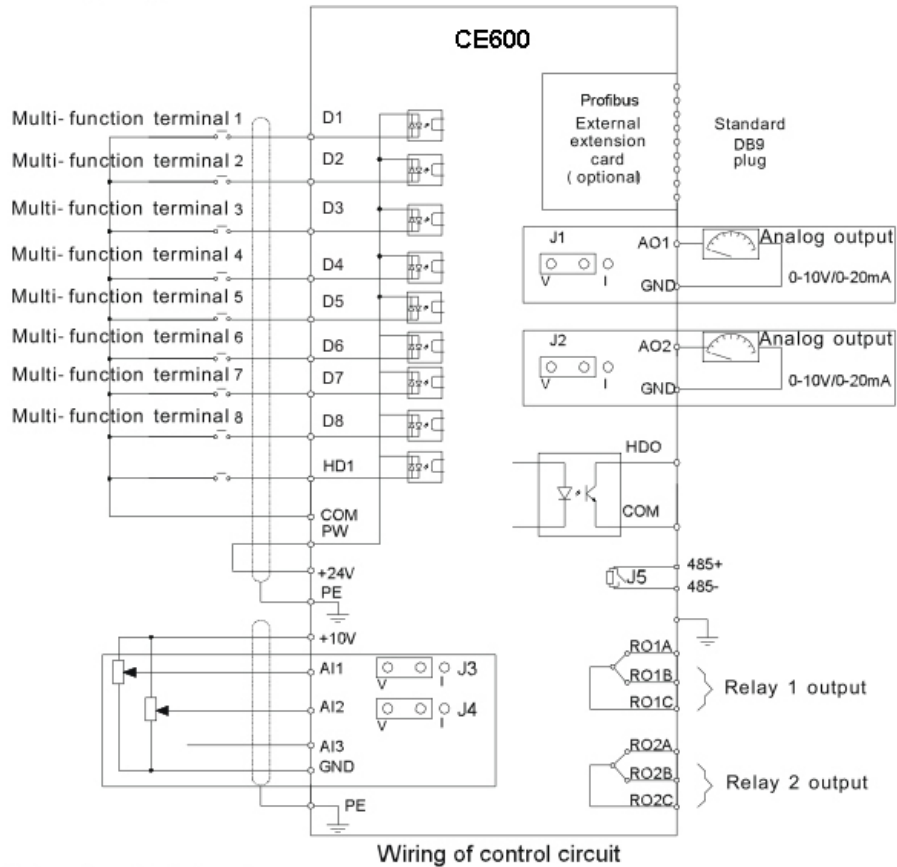 CE600
Multi-function terminal 1
D1
Multi-function terminal 2
D2
Multi-function terminal 3
D3
Multi-function terminal 4
D4
Multi-function terminal 5
D5
Multi-function terminal 6
D6
Multi-function terminal 7
D7
Multi-function terminal 8
D8
HD1
COM
PW
+24V
PE
+10V
AI1
J3
V
I
AI2
J4
V
I
AI3
GND
PE
Profibus
External
extension
card
( optional)
Standard
DB9
plug
J1
V
I
AO1
Analog output
GND
0-10V/0-20mA
J2
V
I
AO2
Analog output
GND
0-10V/0-20mA
HDO
COM
J5
485+
485-
RO1A
RO1B
RO1C
Relay 1 output
RO2A
RO2B
RO2C
Relay 2 output
Wiring of control circuit